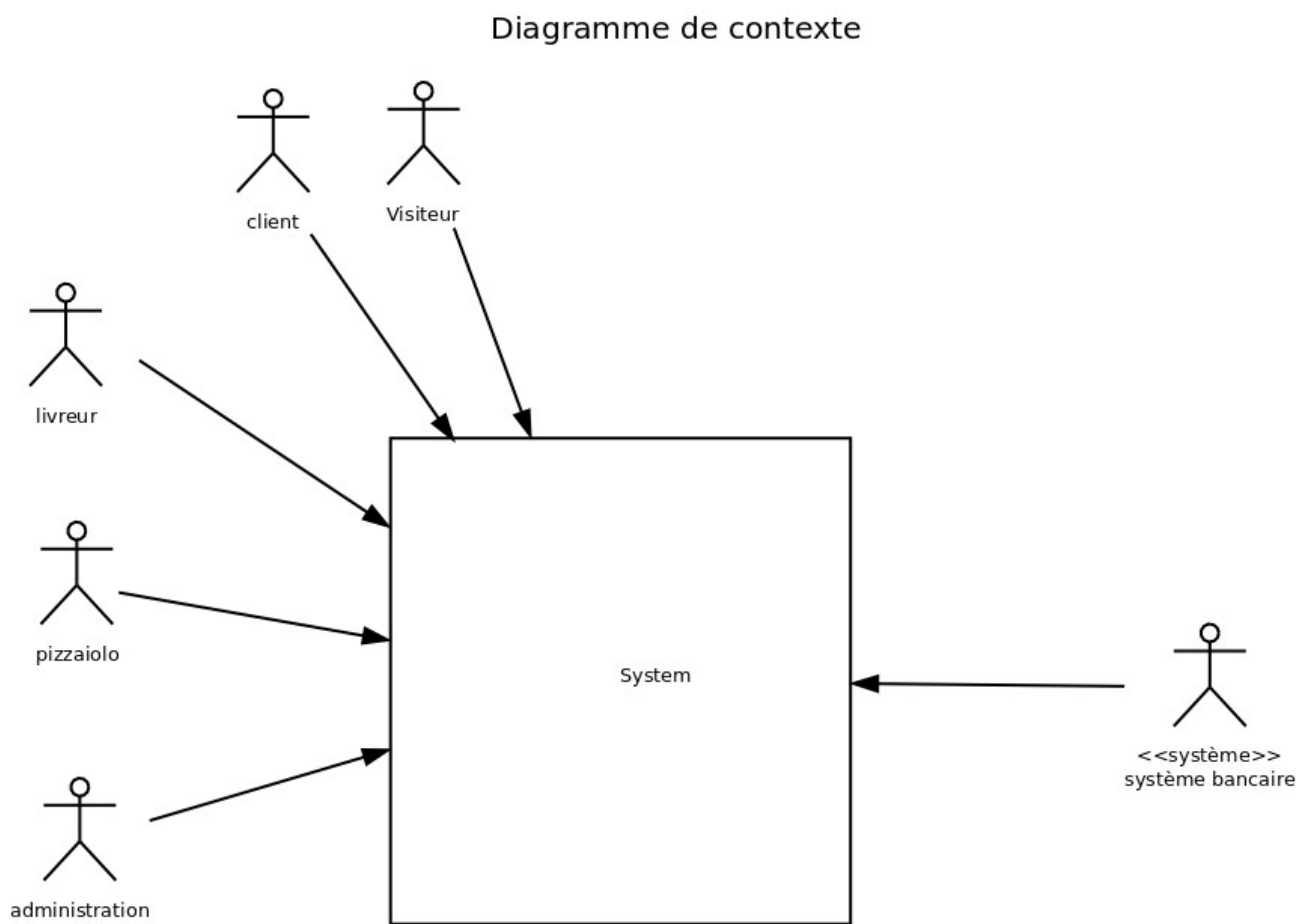 Diagramme de contexte
client
Visiteur
livreur
pizzaiolo
System
<<système>>
système bancaire
administration